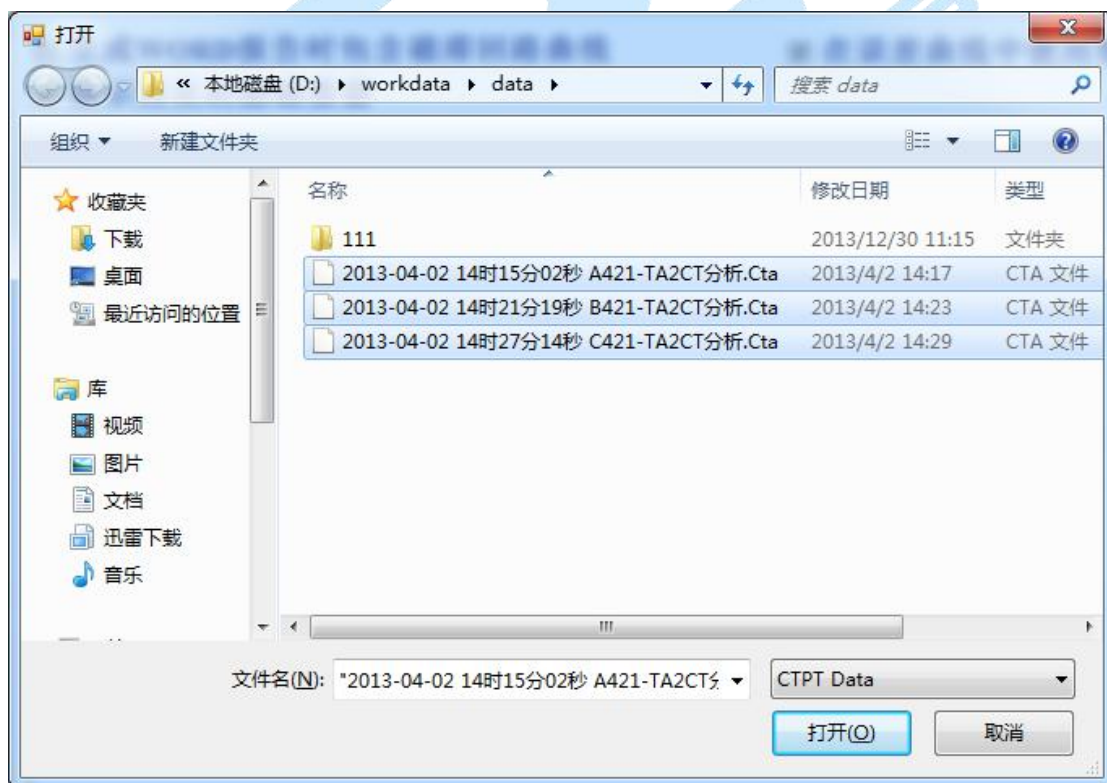 打开
« 本地磁盘 (D:) ▸ workdata ▸ data ▸
搜索 data
组织 新建文件夹
收藏夹
下载
桌面
最近访问的位置
库
视频
图片
文档
迅雷下载
音乐
名称 修改日期 类型
111 2013/12/30 11:15 文件夹
2013-04-02 14时15分02秒 A421-TA2CT分析.Cta 2013/4/2 14:17 CTA 文件
2013-04-02 14时21分19秒 B421-TA2CT分析.Cta 2013/4/2 14:23 CTA 文件
2013-04-02 14时27分14秒 C421-TA2CT分析.Cta 2013/4/2 14:29 CTA 文件
文件名(N): "2013-04-02 14时15分02秒 A421-TA2CT CTPT Data
打开(O) 取消